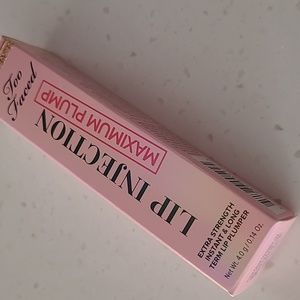 Too Faced
LIP INJECTION
MAXIMUM PLUMP
EXTRA STRENGTH
INSTANT & LONG
TERM LIP PLUMPER
Net Wt. 4.0 g / 0.14 Oz.